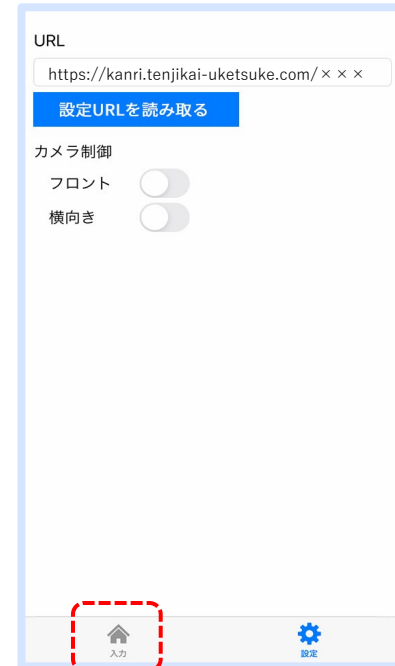 URL
https://kanri.tenjikai-uketsuke.com/×××
設定URLを読み取る
カメラ制御
フロント
横向き
入力
設定